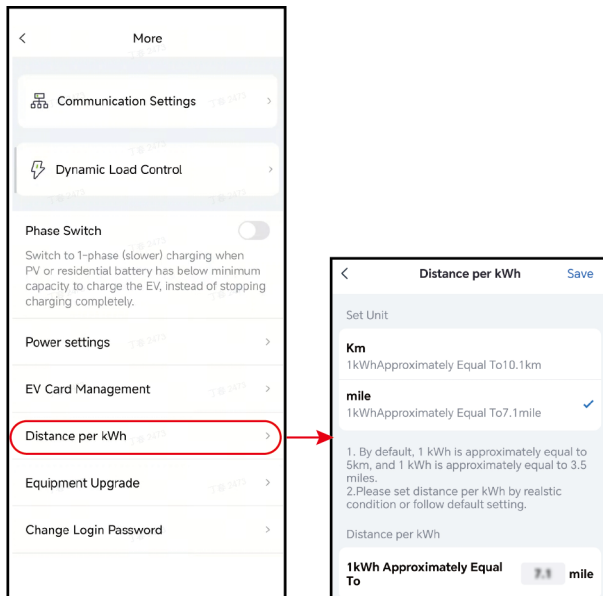 More
Communication Settings
Dynamic Load Control
Phase Switch
Switch to 1-phase (slower) charging when
PV or residential battery has below minimum
capacity to charge the EV, instead of stopping
charging completely.
Power settings
EV Card Management
Distance per kWh
Equipment Upgrade
Change Login Password
Distance per kWh
Save
Set Unit
Km
1kWhApproximately Equal To10.1km
mile
1kWhApproximately Equal To7.1mile
1. By default, 1 kWh is approximately equal to
5km, and 1 kWh is approximately equal to 3.5
miles.
2.Please set distance per kWh by realstic
condition or follow default setting.
Distance per kWh
1kWh Approximately Equal
To
7.1 mile